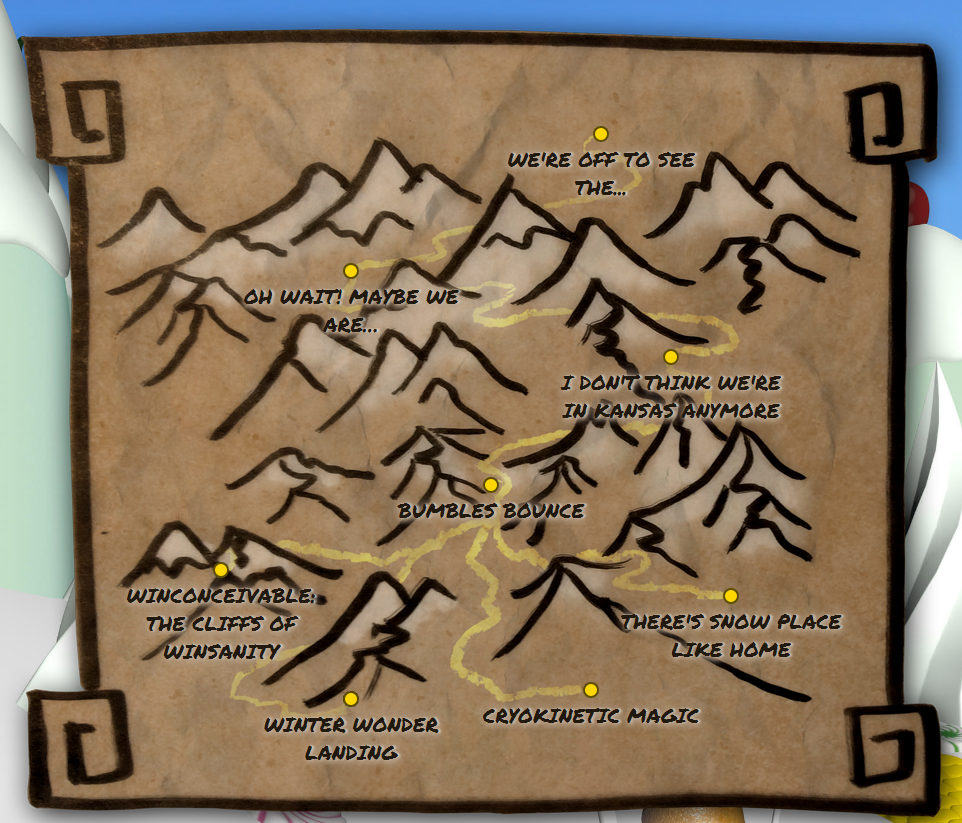 WE'RE OFF TO SEE
THE...
OH WAIT! MAYBE WE
ARE...
I DON'T THINK WE'RE
IN KANSAS ANYMORE
BUMBLES BOUNCE
WINCONCEIVABLE:
THE CLIFFS OF
WINSANITY
THERE'S SNOW PLACE
LIKE HOME
WINTER WONDER
LANDING
CRYOKINETIC MAGIC